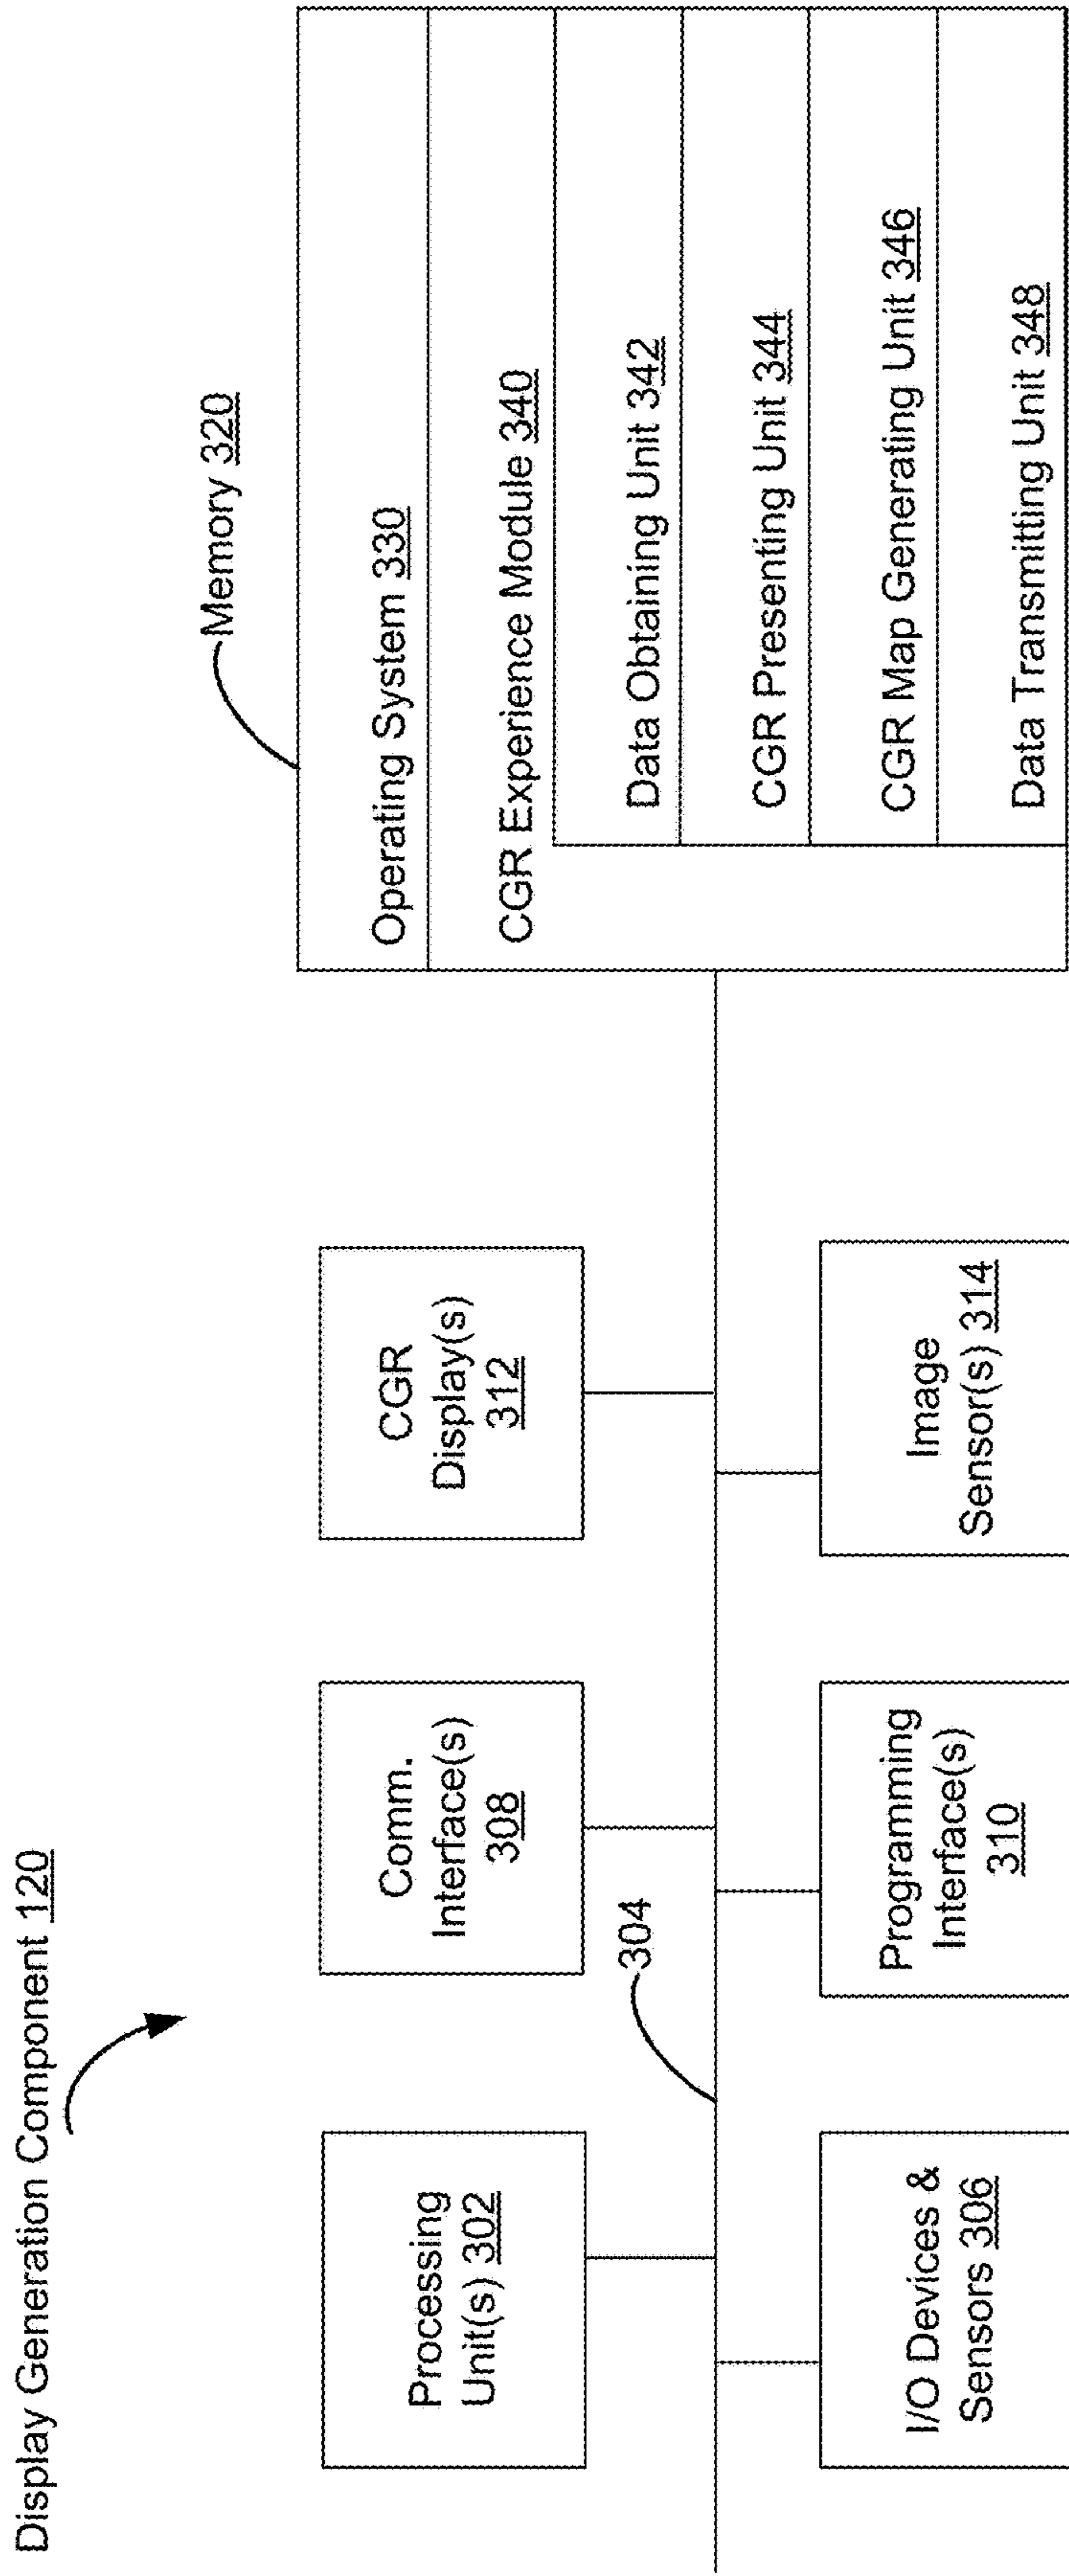 Display Generation Component 120
Memory 320
Processing
Unit(s) 302
Comm.
Interface(s)
308
CGR
Display(s)
312
304
I/O Devices &
Sensors 306
Programming
Interface(s)
310
Image
Sensor(s) 314
Operating System 330
CGR Experience Module 340
Data Obtaining Unit 342
CGR Presenting Unit 344
CGR Map Generating Unit 346
Data Transmitting Unit 348